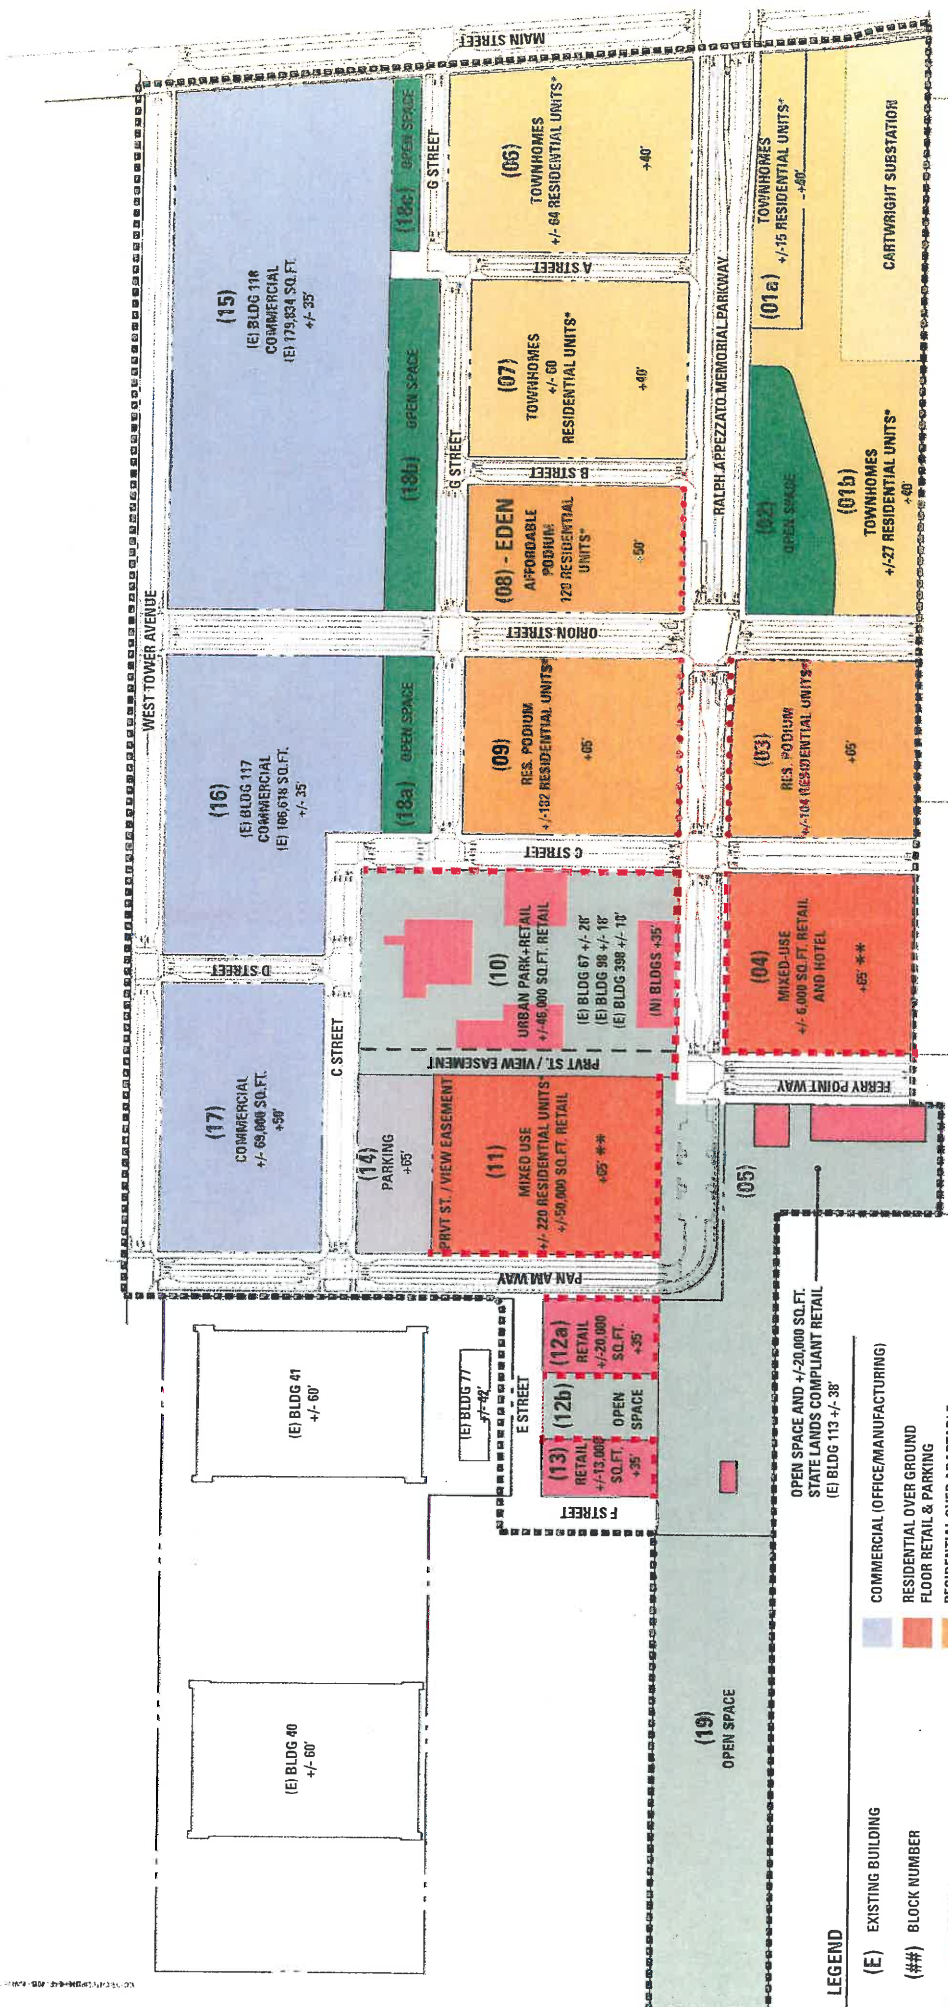 MAIN STREET
WEST TOWER AVENUE
(15)
(E) BLDG 118
COMMERCIAL
(E) 179,834 SQ.FT.
+/- 35'
(18c) OPEN SPACE
G STREET
(06)
TOWNHOMES
+/- 64 RESIDENTIAL UNITS*
+40'
A STREET
(18b) OPEN SPACE
G STREET
(07)
TOWNHOMES
+/- 60
RESIDENTIAL UNITS*
+40'
B STREET
(08) - EDEN
AFFORDABLE
PODIUM
120 RESIDENTIAL
UNITS*
ORION STREET
RALPH APPEZZATO MEMORIAL PARKWAY
(01a)
TOWNHOMES
+/-15 RESIDENTIAL UNITS*
CARTWRIGHT SUBSTATION
(02)
OPEN SPACE
(01b)
TOWNHOMES
+/-27 RESIDENTIAL UNITS*
+40'
(16)
(E) BLDG 117
COMMERCIAL
(E) 106,618 SQ.FT.
+/- 35'
(18a) OPEN SPACE
(09)
RES. PODIUM
+/-182 RESIDENTIAL UNITS*
(03)
RES. PODIUM
+/-104 RESIDENTIAL UNITS*
C STREET
D STREET
C STREET
(10)
URBAN PARK-RETAIL
+/-46,000 SQ.FT. RETAIL
(E) BLDG 67 +/- 26'
(E) BLDG 98 +/- 18'
(E) BLDG 398 +/- 18'
(N) BLDGS +35'
(04)
MIXED-USE
+/- 6,000 SQ.FT. RETAIL
AND HOTEL
+65' **
PRVT ST. / VIEW EASEMENT
FERRY POINT WAY
(17)
COMMERCIAL
+/- 69,000 SQ.FT.
+50'
(14)
PARKING
+65'
PRVT ST. / VIEW EASEMENT
(11)
MIXED USE
+/- 220 RESIDENTIAL UNITS*
+/-50,000 SQ.FT. RETAIL
+65' **
PAN AM WAY
(05)
(E) BLDG 41
+/- 60'
(E) BLDG 77
+/- 42'
E STREET
(12a)
RETAIL
+/-20,000
SQ.FT.
+35'
(12b)
OPEN
SPACE
(13)
RETAIL
+/-13,000
SQ.FT.
+35'
F STREET
OPEN SPACE AND +/-20,000 SQ.FT.
STATE LANDS COMPLIANT RETAIL
(E) BLDG 113 +/- 38'
(E) BLDG 40
+/- 60'
(19)
OPEN SPACE
LEGEND
(E) EXISTING BUILDING
(##) BLOCK NUMBER
COMMERCIAL (OFFICE/MANUFACTURING)
RESIDENTIAL OVER GROUND
FLOOR RETAIL & PARKING